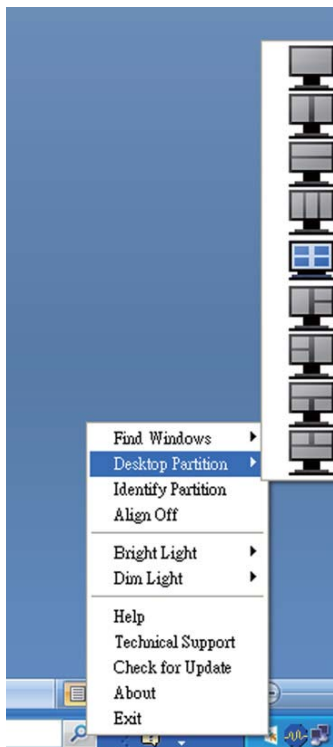 Find Windows
Desktop Partition
Identify Partition
Align Off
Bright Light
Dim Light
Help
Technical Support
Check for Update
About
Exit